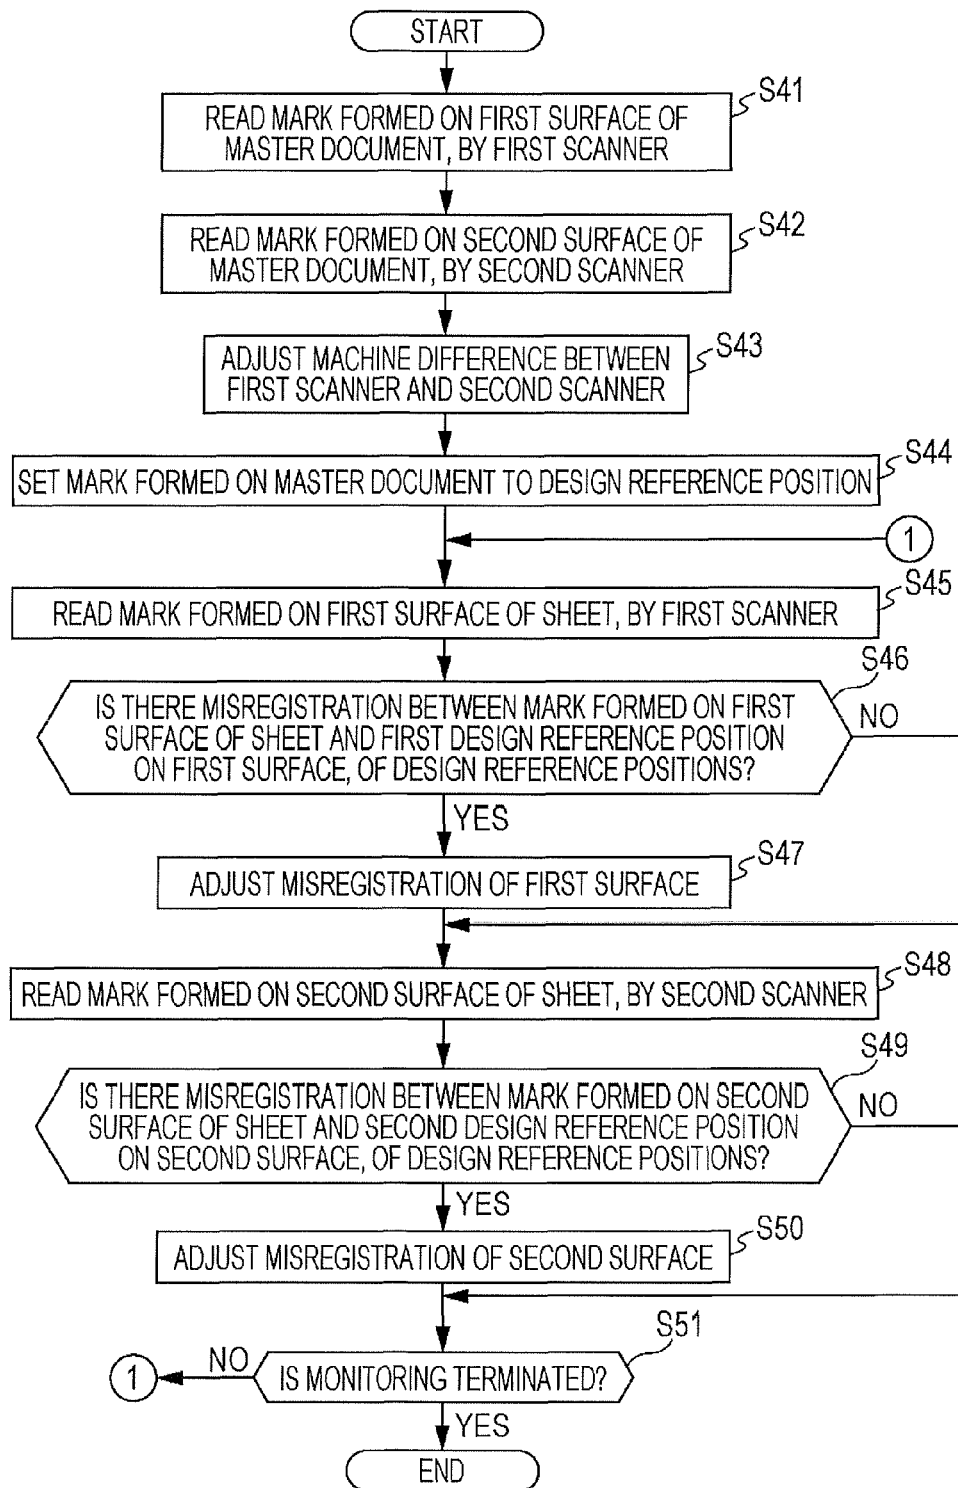 START
S41
READ MARK FORMED ON FIRST SURFACE OF
MASTER DOCUMENT, BY FIRST SCANNER
S42
READ MARK FORMED ON SECOND SURFACE OF
MASTER DOCUMENT, BY SECOND SCANNER
S43
ADJUST MACHINE DIFFERENCE BETWEEN
FIRST SCANNER AND SECOND SCANNER
S44
SET MARK FORMED ON MASTER DOCUMENT TO DESIGN REFERENCE POSITION
1
S45
READ MARK FORMED ON FIRST SURFACE OF SHEET, BY FIRST SCANNER
S46
IS THERE MISREGISTRATION BETWEEN MARK FORMED ON FIRST
SURFACE OF SHEET AND FIRST DESIGN REFERENCE POSITION
ON FIRST SURFACE, OF DESIGN REFERENCE POSITIONS?
NO
YES
S47
ADJUST MISREGISTRATION OF FIRST SURFACE
S48
READ MARK FORMED ON SECOND SURFACE OF SHEET, BY SECOND SCANNER
S49
IS THERE MISREGISTRATION BETWEEN MARK FORMED ON SECOND
SURFACE OF SHEET AND SECOND DESIGN REFERENCE POSITION
ON SECOND SURFACE, OF DESIGN REFERENCE POSITIONS?
NO
YES
S50
ADJUST MISREGISTRATION OF SECOND SURFACE
S51
1
NO
IS MONITORING TERMINATED?
YES
END